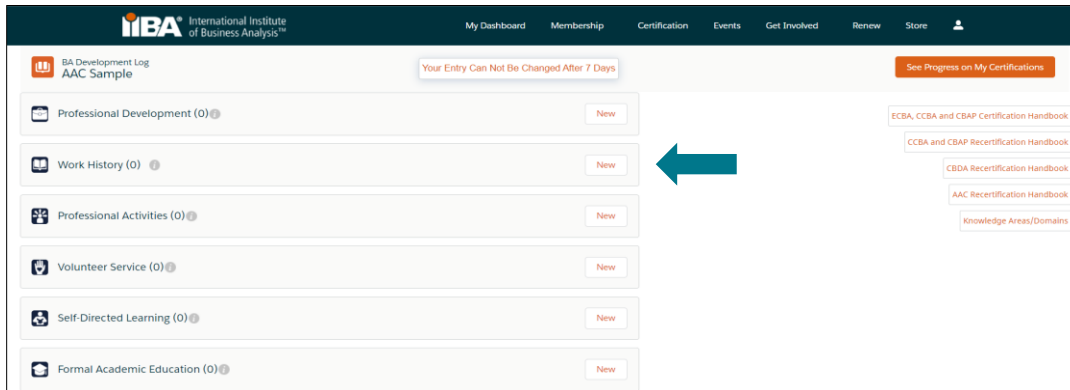 IIBA® International Institute
of Business Analysis™
My Dashboard Membership Certification Events Get Involved Renew Store
BA Development Log
AAC Sample
Your Entry Can Not Be Changed After 7 Days
See Progress on My Certifications
Professional Development (0) i New
Work History (0) i New
Professional Activities (0) i New
Volunteer Service (0) i New
Self-Directed Learning (0) i New
Formal Academic Education (0) i New
ECBA, CCBA and CBAP Certification Handbook
CCBA and CBAP Recertification Handbook
CBDA Recertification Handbook
AAC Recertification Handbook
Knowledge Areas/Domains